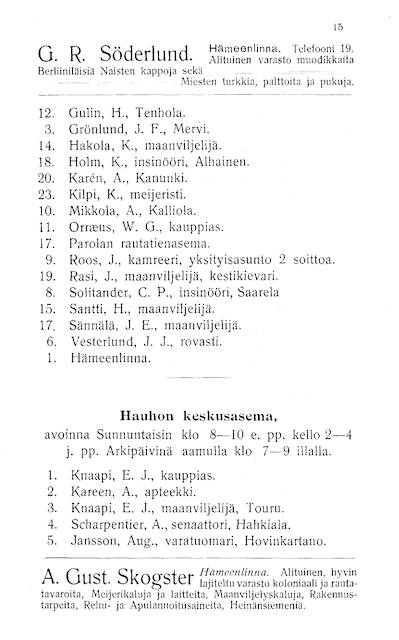 15
G. R. Söderlund. Hämeenlinna. Telefooni 19.
Alituinen varasto muodikkaita
Berliiniläisiä Naisten kappoja sekä
Miesten turkkia, palttoita ja pukuja.
12. Gulin, H., Tenhola.
3. Grönlund, J. F., Mervi.
14. Hakola, K., maanviljelijä.
18. Holm, K., insinööri, Alhainen.
20. Karén, A., Kanunki.
23. Kilpi, K., meijeristi.
10. Mikkola, A., Kalliola.
11. Orræus, W. G., kauppias.
17. Parolan rautatienasema.
9. Roos, J., kamreeri, yksityisasunto 2 soittoa.
19. Rasi, J., maanviljelijä, kestikievari.
8. Solitander, C. P., insinööri, Saarela
15. Santti, H., maanviljelijä.
17. Sännälä, J. E., maanviljelijä.
6. Vesterlund, J. J., rovasti.
1. Hämeenlinna.
Hauhon keskusasema,
avoinna Sunnuntaisin klo 8—10 e. pp. kello 2—4
j. pp. Arkipäivinä aamulla klo 7—9 illalla.
1. Knaapi, E. J., kauppias.
2. Kareen, A., apteekki.
3. Knaapi, E. J., maanviljelijä, Touru.
4. Scharpentier, A., senaattori, Hahkiala.
5. Jansson, Aug., varatuomari, Hovinkartano.
A. Gust. Skogster Hämeenlinna. Alituinen, hyvin
lajiteltu varasto koloniaali ja rauta-
tavaroita, Meijerikaluja ja laitteita, Maanviljelyskaluja, Rakennus-
tarpeita, Rehu- ja Apulannoitusaineita, Heinänsiemeniä.